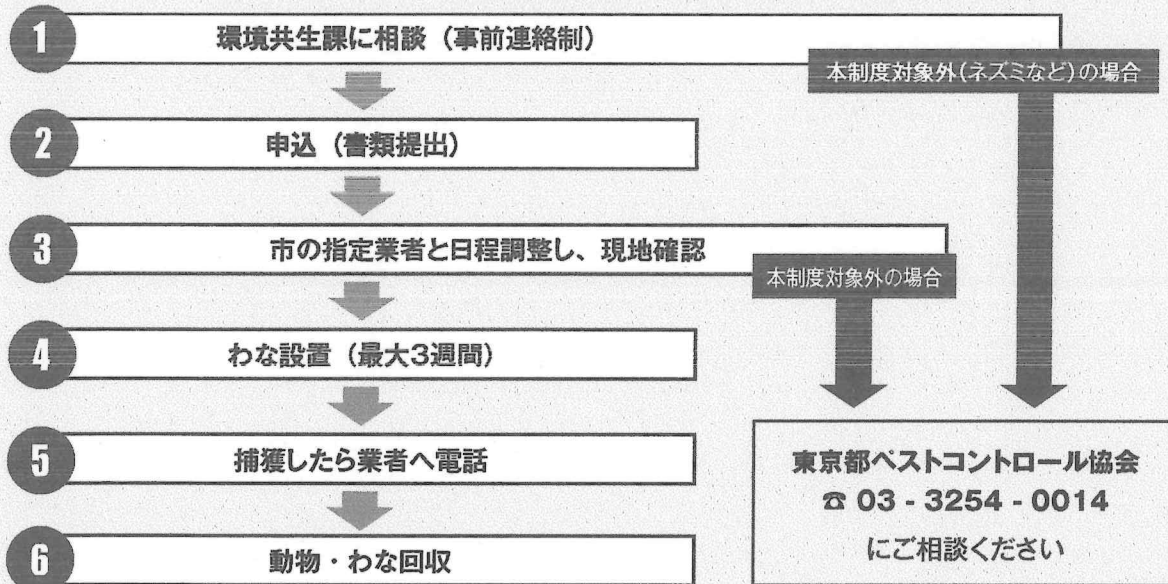 1 環境共生課に相談（事前連絡制）
本制度対象外（ネズミなど）の場合
2 申込（書類提出）
3 市の指定業者と日程調整し、現地確認
本制度対象外の場合
4 わな設置（最大3週間）
5 捕獲したら業者へ電話
6 動物・わな回収
東京都ペストコントロール協会
☎ 03 - 3254 - 0014
にご相談ください